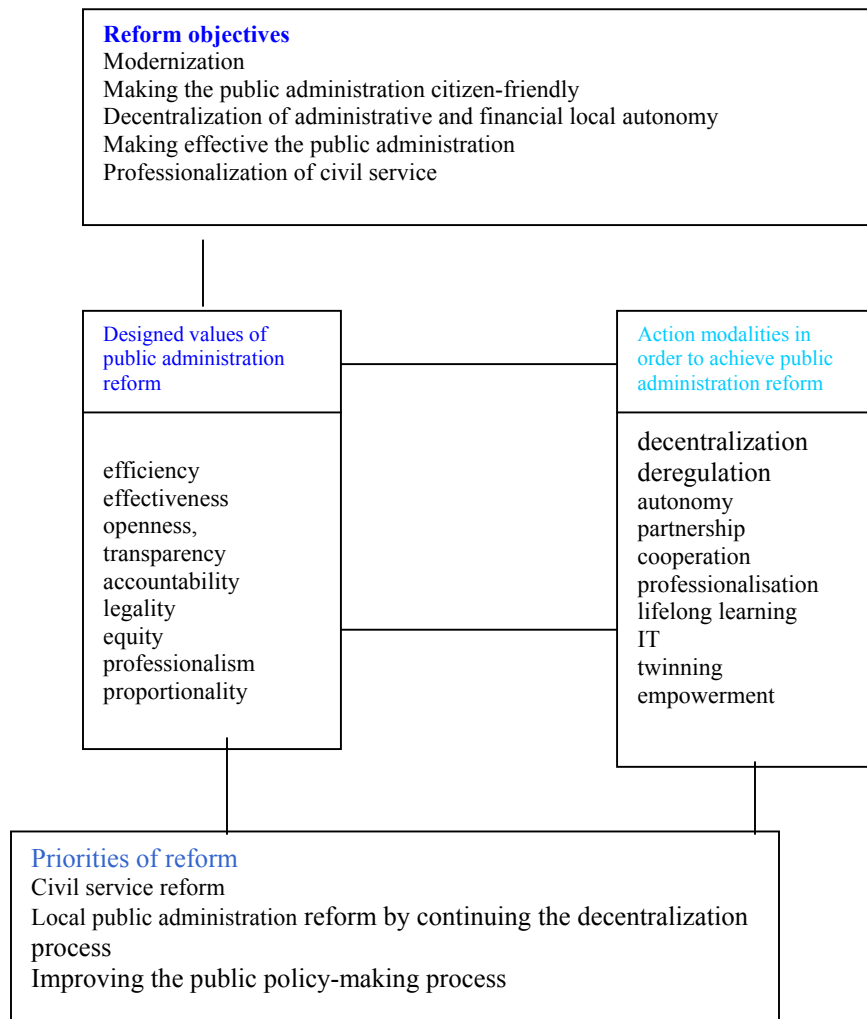 Reform objectives
Modernization
Making the public administration citizen-friendly
Decentralization of administrative and financial local autonomy
Making effective the public administration
Professionalization of civil service
Designed values of
public administration
reform
efficiency
effectiveness
openness,
transparency
accountability
legality
equity
professionalism
proportionality
Action modalities in
order to achieve public
administration reform
decentralization
deregulation
autonomy
partnership
cooperation
professionalisation
lifelong learning
IT
twinning
empowerment
Priorities of reform
Civil service reform
Local public administration reform by continuing the decentralization
process
Improving the public policy-making process